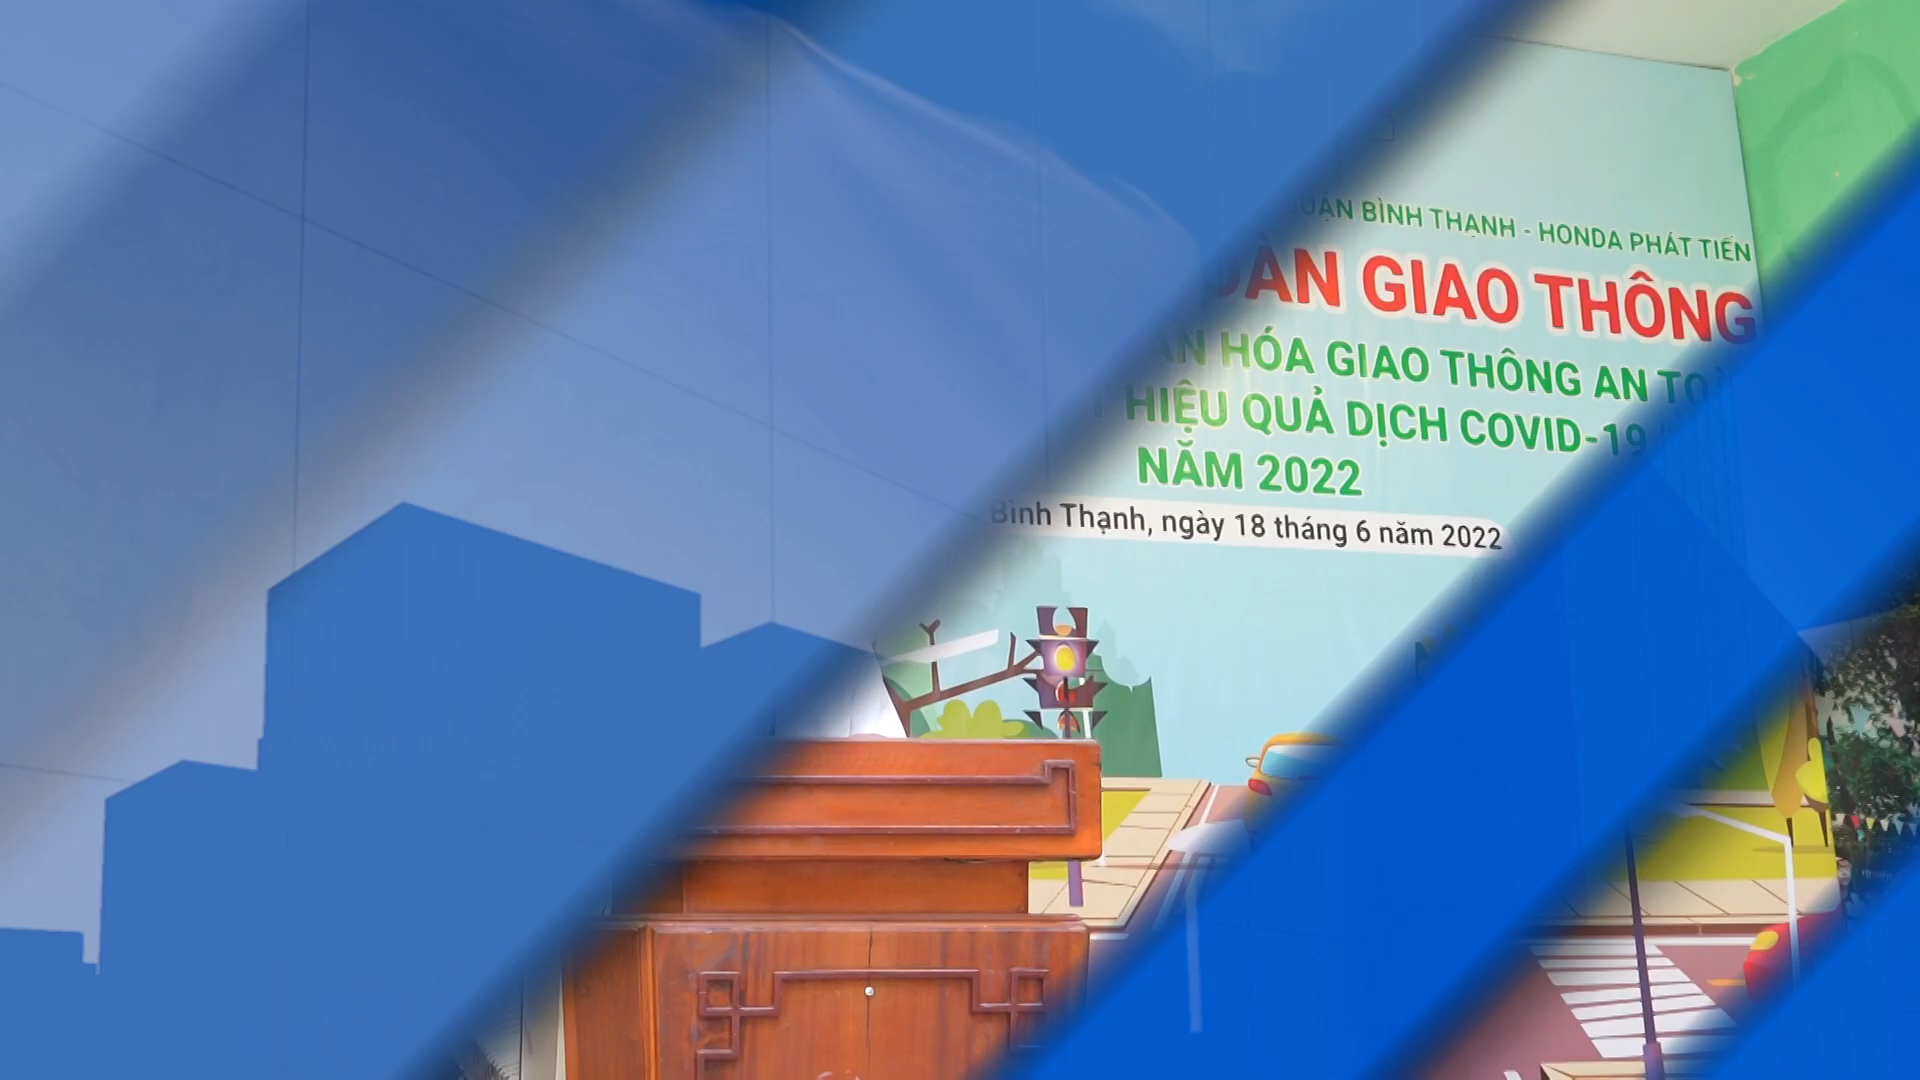 QUẬN BÌNH THẠNH - HONDA PHÁT TIẾN
GIAO THÔNG
HÓA GIAO THÔNG AN
HIỆU QUẢ DỊCH COVID-19
NĂM 2022
Bình Thạnh, ngày 18 tháng 6 năm 2022